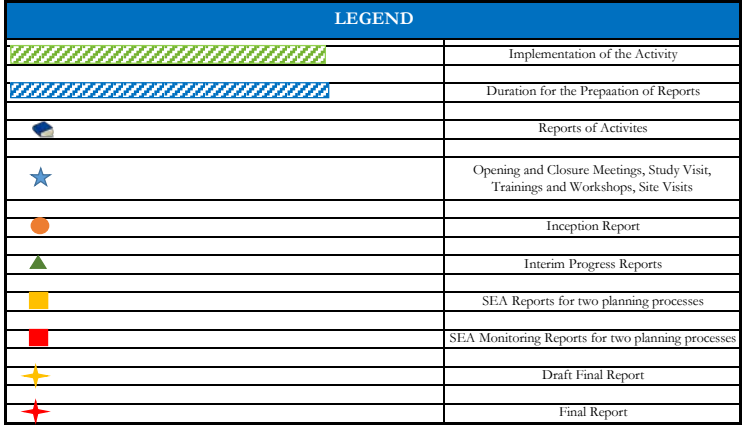 LEGEND
Implementation of the Activity
Duration for the Prepaation of Reports
Reports of Activites
Opening and Closure Meetings, Study Visit,
Trainings and Workshops, Site Visits
Inception Report
Interim Progress Reports
SEA Reports for two planning processes
SEA Monitoring Reports for two planning processes
Draft Final Report
Final Report